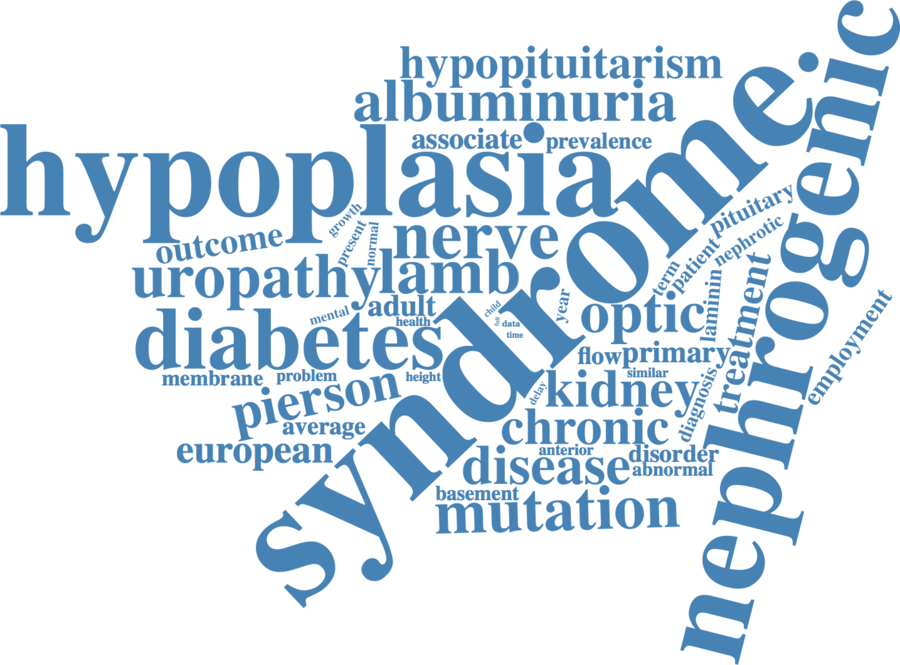 hypopituitarism
albuminuria
associate
prevalence
hypoplasia
syndrome
nephrogenic
growth
present
normal
outcome
nerve
pituitary
nephrotic
patient
term
uropathy
lamb
adult
mental
health
child
data
time
year
optic
laminin
treatment
employment
diabetes
flow
primary
membrane
problem
height
similar
pierson
delay
kidney
diagnosis
average
chronic
european
anterior
disorder
disease
abnormal
basement
mutation